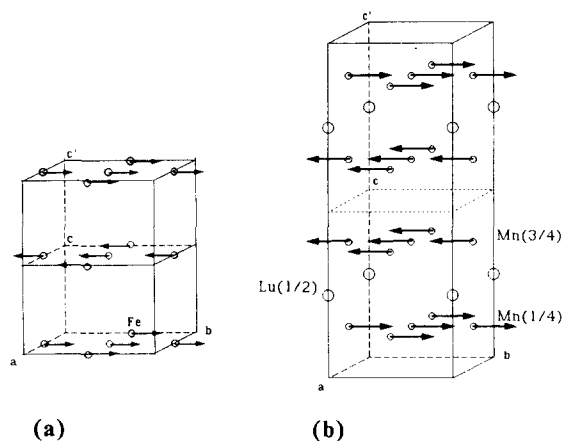 c'
c
Fe
b
a
(a)
c'
c
Mn(3/4)
Lu(1/2)
Mn(1/4)
b
a
(b)